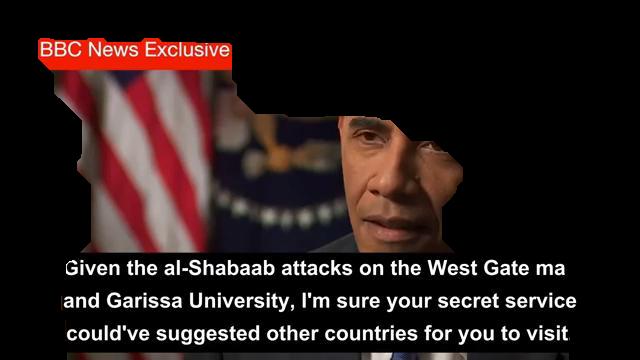 BBC News Exclusive
Given the al-Shabaab attacks on the West Gate ma
and Garissa University, I'm sure your secret service
could've suggested other countries for you to visit